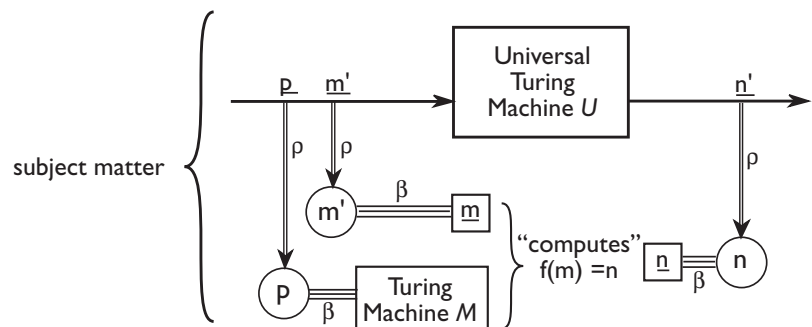 p m' Universal Turing Machine U n'
subject matter
ρ ρ ρ
m' β m
"computes" f(m) =n
n β n
p β Turing Machine M